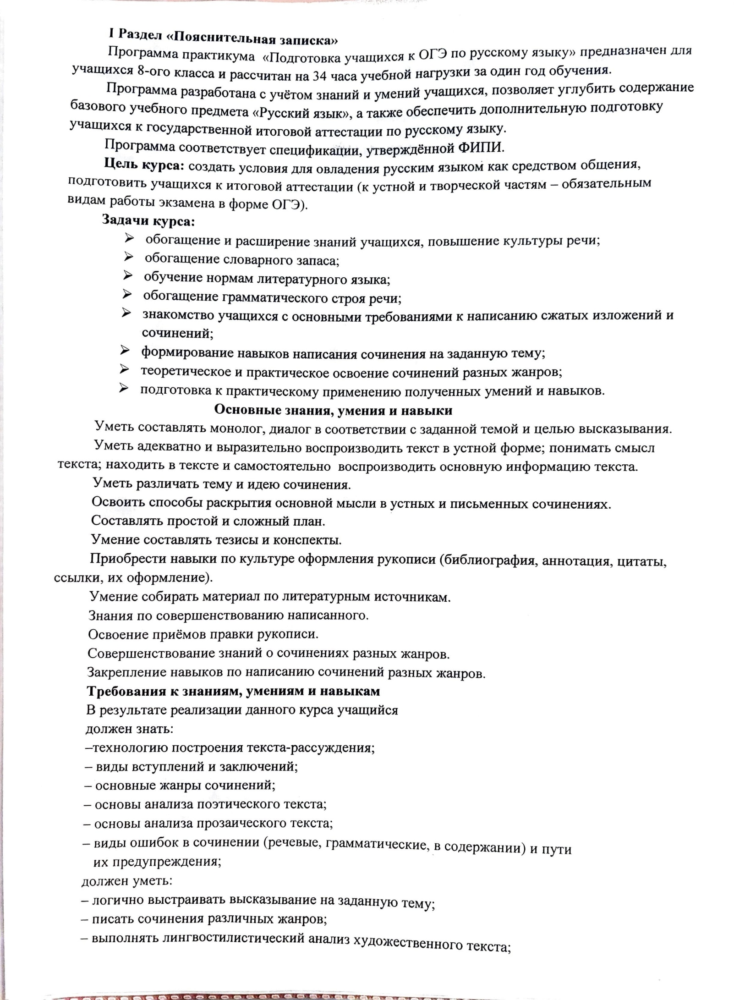 I Раздел «Пояснительная записка»
Программа практикума «Подготовка учащихся к ОГЭ по русскому языку» предназначен для
учащихся 8-ого класса и рассчитан на 34 часа учебной нагрузки за один год обучения.
Программа разработана с учётом знаний и умений учащихся, позволяет углубить содержание
базового учебного предмета «Русский язык», а также обеспечить дополнительную подготовку
учащихся к государственной итоговой аттестации по русскому языку.
Программа соответствует спецификации, утверждённой ФИПИ.
Цель курса: создать условия для овладения русским языком как средством общения,
подготовить учащихся к итоговой аттестации (к устной и творческой частям – обязательным
видам работы экзамена в форме ОГЭ).
Задачи курса:
➢ обогащение и расширение знаний учащихся, повышение культуры речи;
➢ обогащение словарного запаса;
➢ обучение нормам литературного языка;
➢ обогащение грамматического строя речи;
➢ знакомство учащихся с основными требованиями к написанию сжатых изложений и
сочинений;
➢ формирование навыков написания сочинения на заданную тему;
➢ теоретическое и практическое освоение сочинений разных жанров;
➢ подготовка к практическому применению полученных умений и навыков.
Основные знания, умения и навыки
Уметь составлять монолог, диалог в соответствии с заданной темой и целью высказывания.
Уметь адекватно и выразительно воспроизводить текст в устной форме; понимать смысл
текста; находить в тексте и самостоятельно воспроизводить основную информацию текста.
Уметь различать тему и идею сочинения.
Освоить способы раскрытия основной мысли в устных и письменных сочинениях.
Составлять простой и сложный план.
Умение составлять тезисы и конспекты.
Приобрести навыки по культуре оформления рукописи (библиография, аннотация, цитаты,
ссылки, их оформление).
Умение собирать материал по литературным источникам.
Знания по совершенствованию написанного.
Освоение приёмов правки рукописи.
Совершенствование знаний о сочинениях разных жанров.
Закрепление навыков по написанию сочинений разных жанров.
Требования к знаниям, умениям и навыкам
В результате реализации данного курса учащийся
должен знать:
–технологию построения текста-рассуждения;
– виды вступлений и заключений;
– основные жанры сочинений;
– основы анализа поэтического текста;
– основы анализа прозаического текста;
– виды ошибок в сочинении (речевые, грамматические, в содержании) и пути
их предупреждения;
должен уметь:
– логично выстраивать высказывание на заданную тему;
– писать сочинения различных жанров;
– выполнять лингвостилистический анализ художественного текста;